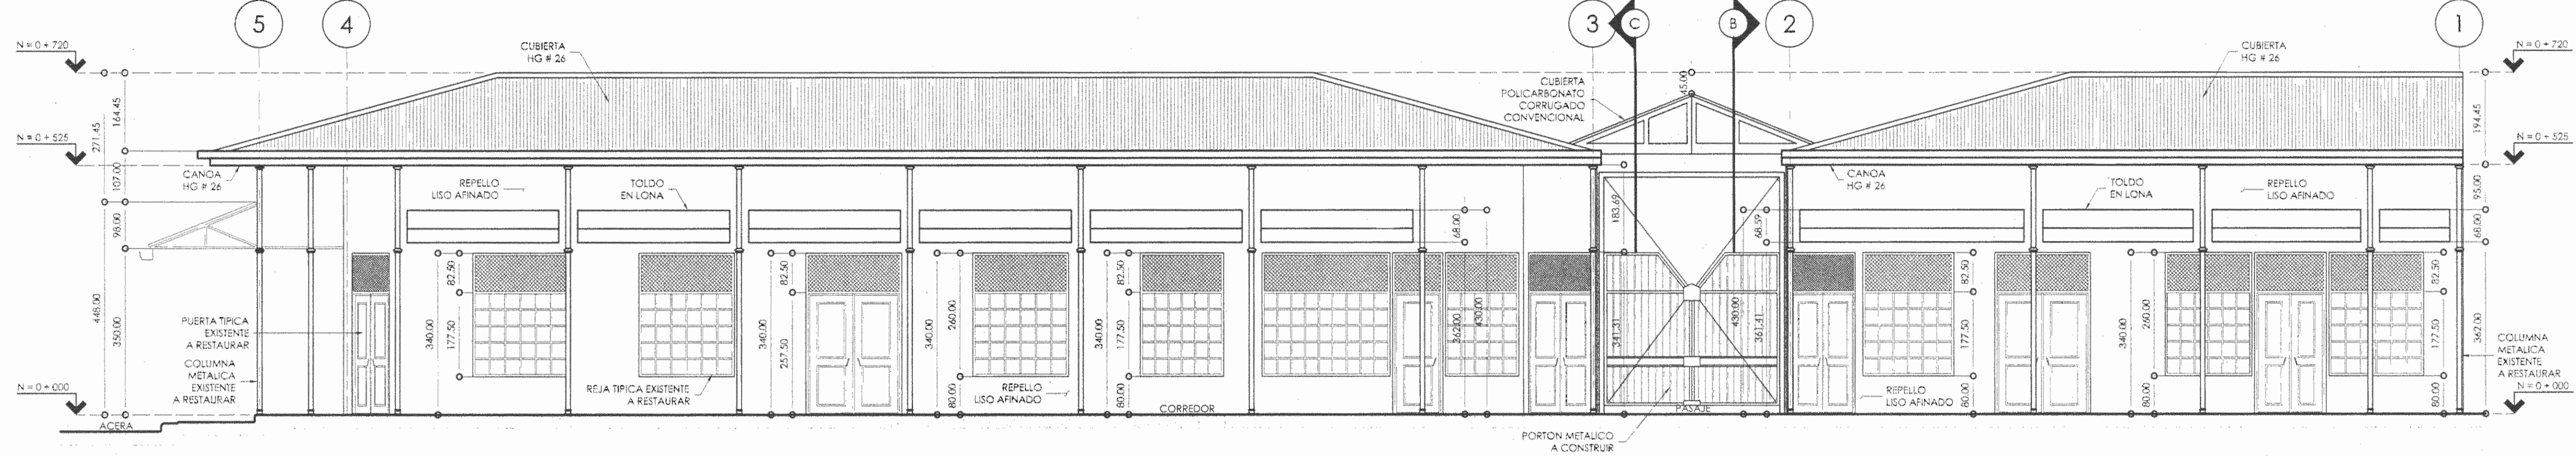 5
4
3
C
B
2
1
N = 0 + 720
N = 0 + 525
N = 0 + 000
271.45
164.45
107.00
98.00
448.00
350.00
CUBIERTA
HG # 26
CANOA
HG # 26
REPELLO
LISO AFINADO
TOLDO
EN LONA
PUERTA TIPICA
EXISTENTE
A RESTAURAR
COLUMNA
METALICA
EXISTENTE
A RESTAURAR
ACERA
340.00
82.50
177.50
REJA TIPICA EXISTENTE
A RESTAURAR
340.00
82.50
257.50
340.00
260.00
80.00
REPELLO
LISO AFINADO
340.00
82.50
177.50
80.00
CORREDOR
68.00
362.00
430.00
CUBIERTA
POLICARBONATO
CORRUGADO
CONVENCIONAL
45.00
183.69
341.31
68.59
430.00
361.41
PASAJE
PORTON METALICO
A CONSTRUIR
CANOA
HG # 26
TOLDO
EN LONA
REPELLO
LISO AFINADO
CUBIERTA
HG # 26
82.50
177.50
80.00
REPELLO
LISO AFINADO
340.00
260.00
80.00
82.50
177.50
80.00
194.45
95.00
68.00
362.00
N = 0 + 720
N = 0 + 525
COLUMNA
METALICA
EXISTENTE
A RESTAURAR
N = 0 + 000